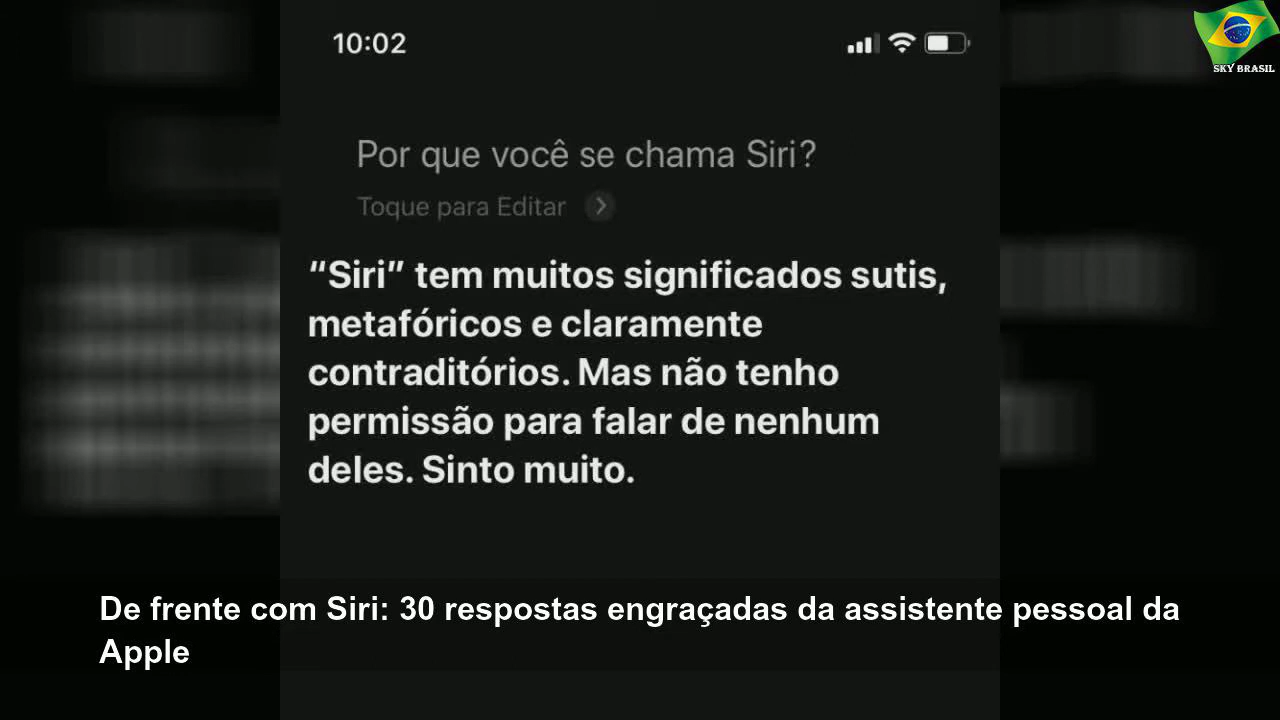 10:02
SKY BRASIL
Por que você se chama Siri?
Toque para Editar
“Siri” tem muitos significados sutis,
metafóricos e claramente
contraditórios. Mas não tenho
permissão para falar de nenhum
deles. Sinto muito.
De frente com Siri: 30 respostas engraçadas da assistente pessoal da
Apple